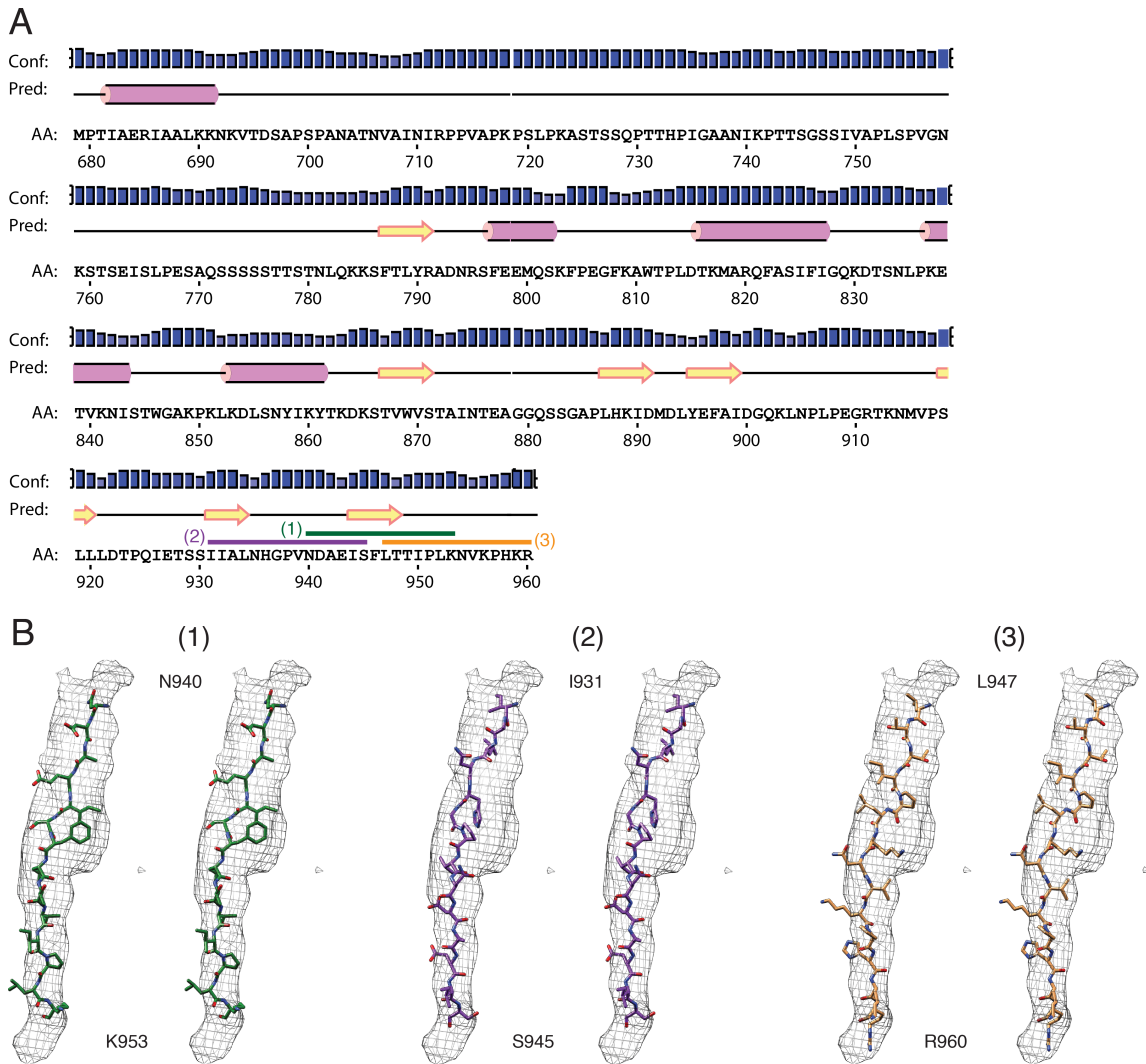 A
Conf:
Pred:
AA: MPTIAERIAALKKNKVTDSAPSPANATNVAINIRPPVAPKPSLPKASTSSQPTTHPIGAANIKPTTSGSSIVAPLSPVGN
680 690 700 710 720 730 740 750
Conf:
Pred:
AA: KSTSEISLPESAQSSSSSTTSTNLQKKSFTLYRADNRSFEEMQSKFPEGFKAWTPLDTKMARQFASIFIGQKDTSNLPKE
760 770 780 790 800 810 820 830
Conf:
Pred:
AA: TVKNISTWGAKPKLKDLSNYIKYTKDKSTVWVSTAINTEAGGQSSGAPLHKIDMDLYEFAIDGQKLNPLPEGRTKNMVPS
840 850 860 870 880 890 900 910
Conf:
Pred:
(2) (1) (3)
AA: LLLDTPQIETSSIIALNHGPVNDAEISFLTTIPLKNVKPHKR
920 930 940 950 960
B (1) (2) (3)
N940 I931 L947
K953 S945 R960